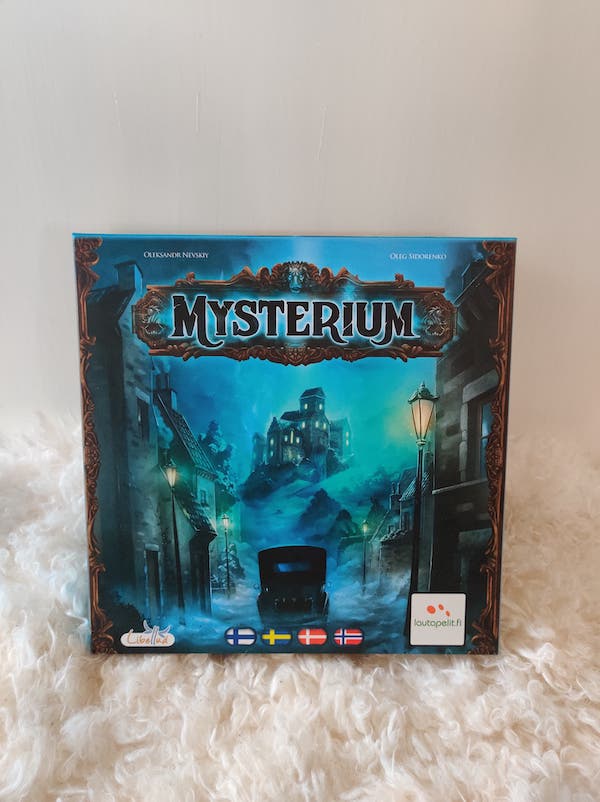 Oleksandr Nevskiy
Oleg Sidorenko
Mysterium
Libellud
lautapelit.fi